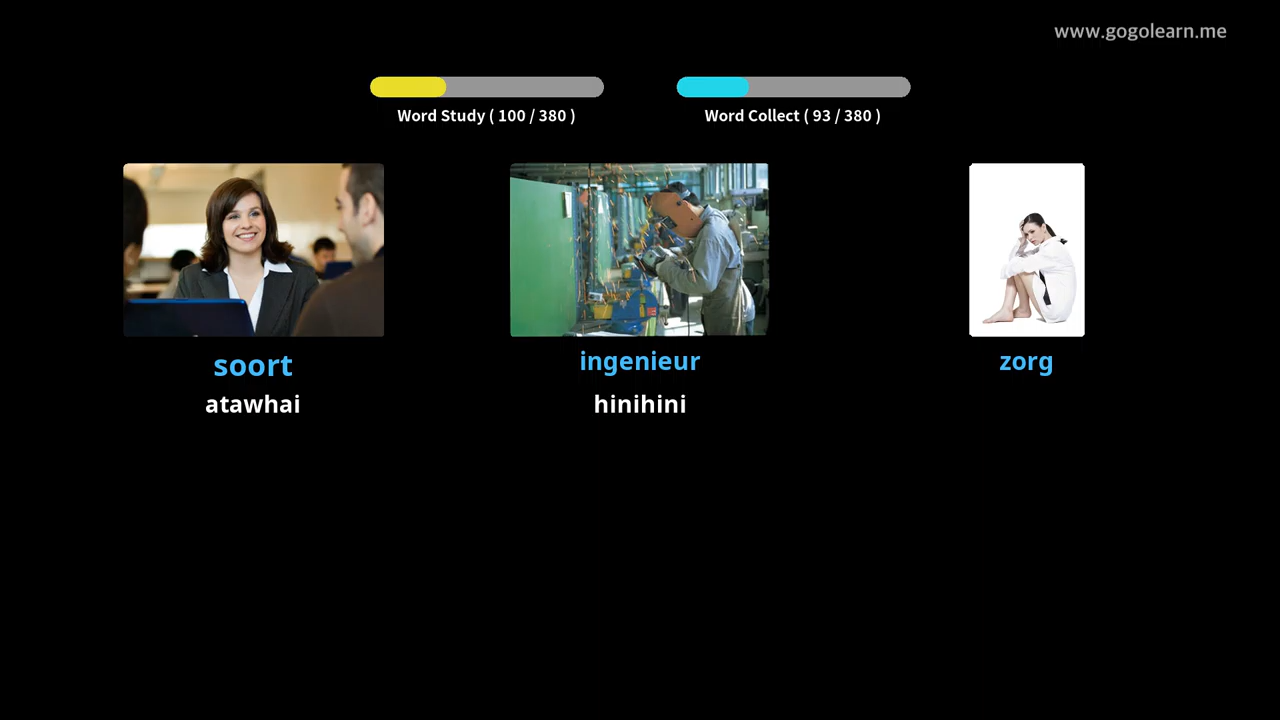 www.gogolearn.me
Word Study ( 100 / 380 )
Word Collect ( 93 / 380 )
soort
ingenieur
zorg
atawhai
hinihini